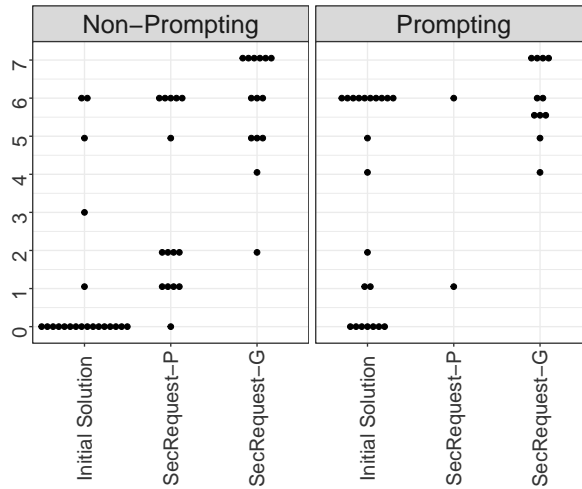 Non−Prompting
Prompting
7
6
5
4
3
2
1
0
Initial Solution
SecRequest−P
SecRequest−G
Initial Solution
SecRequest−P
SecRequest−G